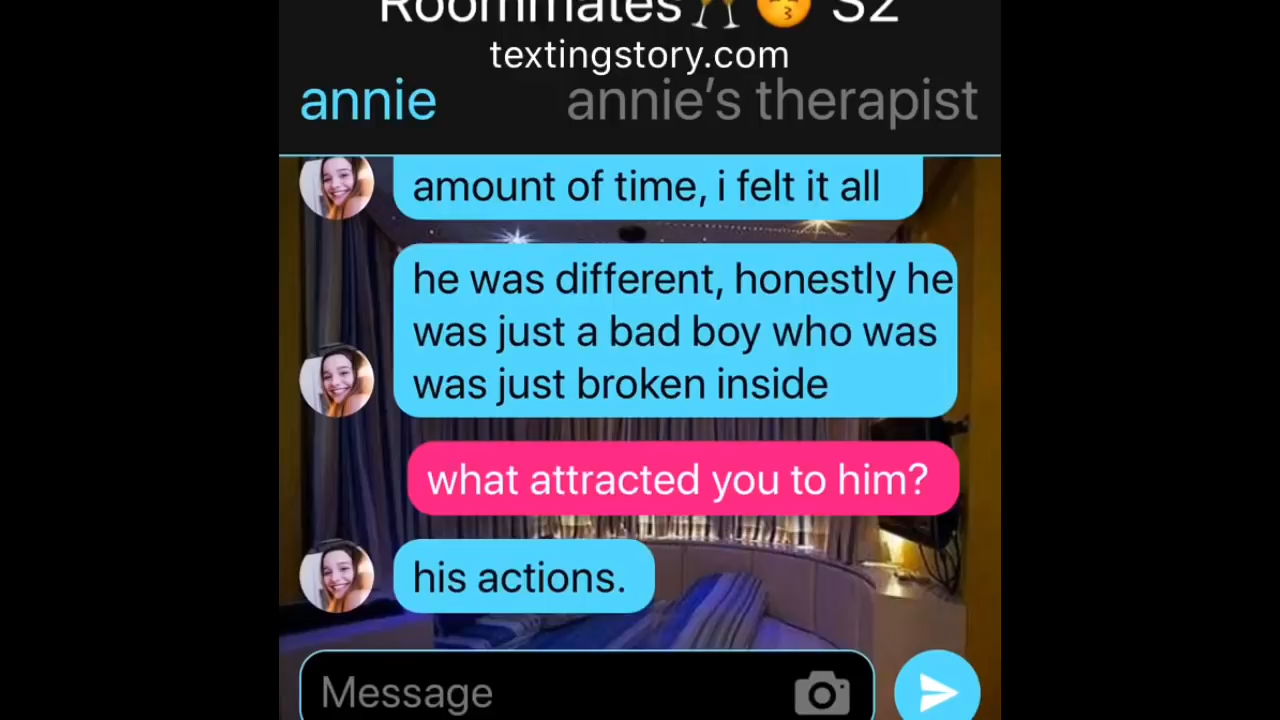 Roommates🥂😚 S2
textingstory.com
annie annie’s therapist
amount of time, i felt it all
he was different, honestly he
was just a bad boy who was
was just broken inside
what attracted you to him?
his actions.
Message